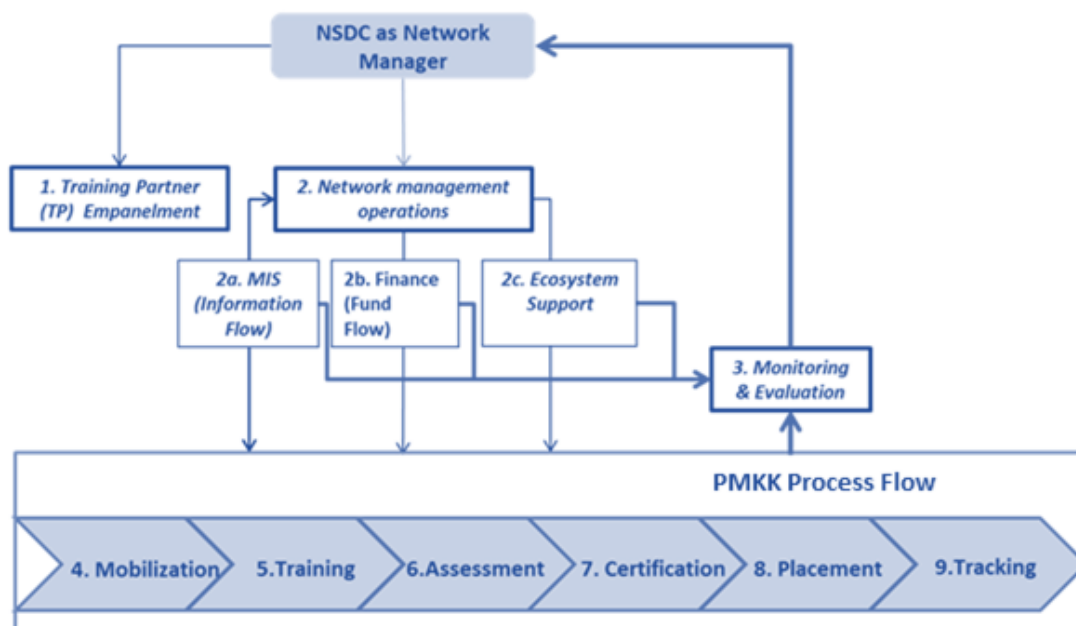 NSDC as Network
Manager
1. Training Partner
(TP) Empanelment
2. Network management
operations
2a. MIS
(Information
Flow)
2b. Finance
(Fund
Flow)
2c. Ecosystem
Support
3. Monitoring
& Evaluation
PMKK Process Flow
4. Mobilization
5.Training
6.Assessment
7. Certification
8. Placement
9.Tracking